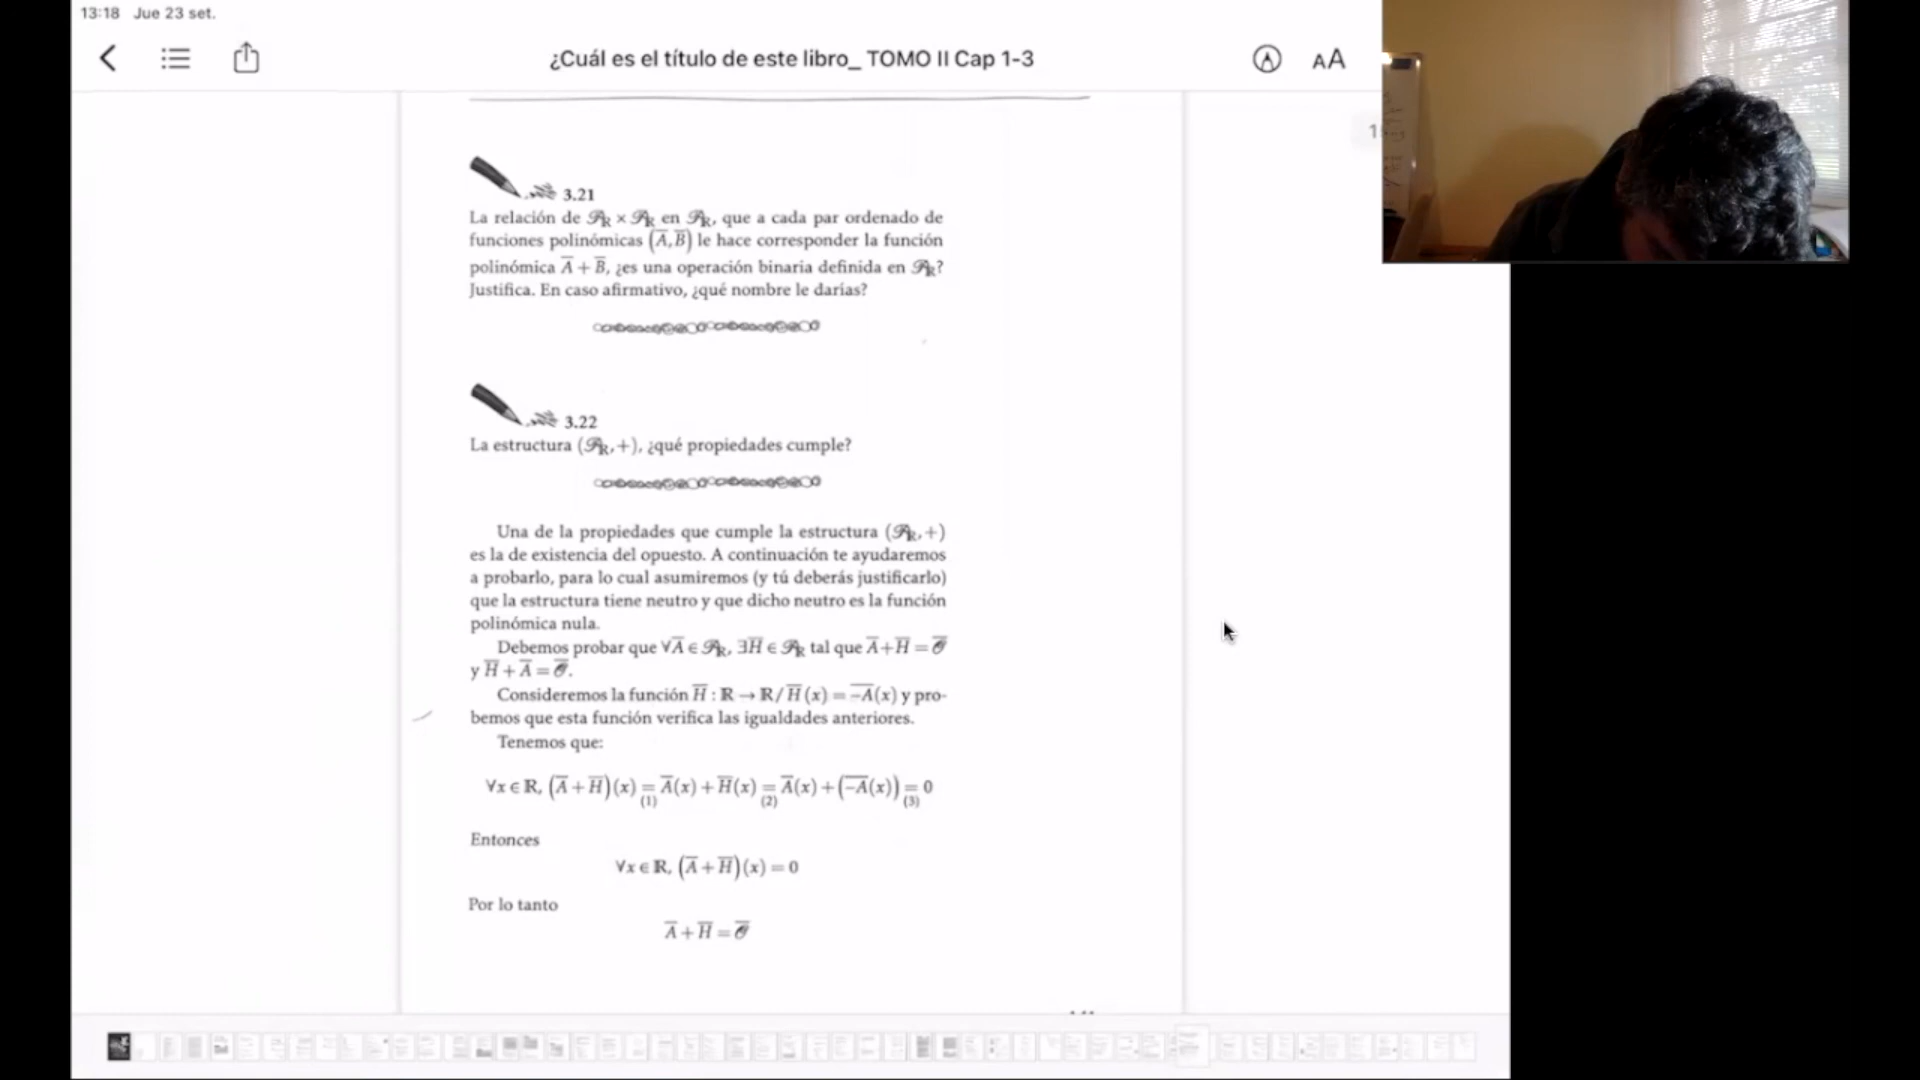 13:18 Jue 23 set.
¿Cuál es el título de este libro_ TOMO II Cap 1-3
AA
3.21
La relación de 𝒫ℝ × 𝒫ℝ en 𝒫ℝ, que a cada par ordenado de
funciones polinómicas (A̅, B̅) le hace corresponder la función
polinómica A̅ + B̅, ¿es una operación binaria definida en 𝒫ℝ?
Justifica. En caso afirmativo, ¿qué nombre le darías?
3.22
La estructura (𝒫ℝ, +), ¿qué propiedades cumple?
Una de la propiedades que cumple la estructura (𝒫ℝ, +)
es la de existencia del opuesto. A continuación te ayudaremos
a probarlo, para lo cual asumiremos (y tú deberás justificarlo)
que la estructura tiene neutro y que dicho neutro es la función
polinómica nula.
Debemos probar que ∀A̅ ∈ 𝒫ℝ, ∃H̅ ∈ 𝒫ℝ tal que A̅ + H̅ = 𝒪̅
y H̅ + A̅ = 𝒪̅.
Consideremos la función H̅ : ℝ → ℝ / H̅(x) = -̅A̅(x) y pro-
bemos que esta función verifica las igualdades anteriores.
Tenemos que:
∀x ∈ ℝ, (A̅ + H̅)(x) =(1) A̅(x) + H̅(x) =(2) A̅(x) + (-̅A̅(x)) =(3) 0
Entonces
∀x ∈ ℝ, (A̅ + H̅)(x) = 0
Por lo tanto
A̅ + H̅ = 𝒪̅